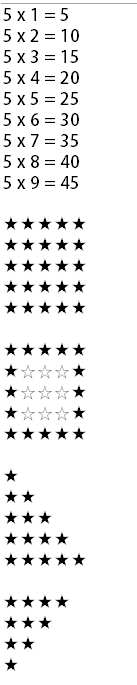 5 x 1 = 5
5 x 2 = 10
5 x 3 = 15
5 x 4 = 20
5 x 5 = 25
5 x 6 = 30
5 x 7 = 35
5 x 8 = 40
5 x 9 = 45

★★★★★
★★★★★
★★★★★
★★★★★
★★★★★

★★★★★
★☆☆☆★
★☆☆☆★
★☆☆☆★
★★★★★

★
★★
★★★
★★★★
★★★★★

★★★★
★★★
★★
★